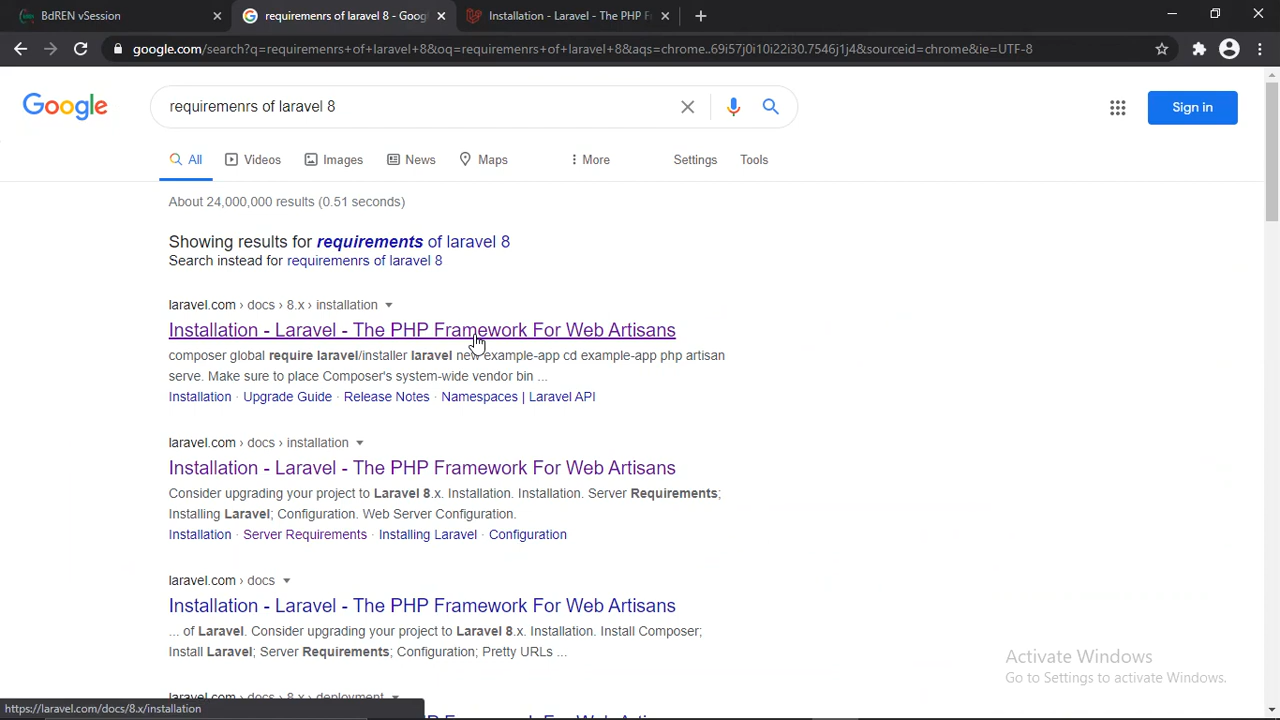 BdREN vSession
requiremenrs of laravel 8 - Goog
Installation - Laravel - The PHP F
google.com/search?q=requiremenrs+of+laravel+8&oq=requiremenrs+of+laravel+8&aqs=chrome..69i57j0i10i22i30.7546j1j4&sourceid=chrome&ie=UTF-8
Google
requiremenrs of laravel 8
Sign in
All
Videos
Images
News
Maps
More
Settings
Tools
About 24,000,000 results (0.51 seconds)
Showing results for requirements of laravel 8
Search instead for requiremenrs of laravel 8
laravel.com › docs › 8.x › installation
Installation - Laravel - The PHP Framework For Web Artisans
composer global require laravel/installer laravel new example-app cd example-app php artisan
serve. Make sure to place Composer's system-wide vendor bin ...
Installation · Upgrade Guide · Release Notes · Namespaces | Laravel API
laravel.com › docs › installation
Installation - Laravel - The PHP Framework For Web Artisans
Consider upgrading your project to Laravel 8.x. Installation. Installation. Server Requirements;
Installing Laravel; Configuration. Web Server Configuration.
Installation · Server Requirements · Installing Laravel · Configuration
laravel.com › docs
Installation - Laravel - The PHP Framework For Web Artisans
... of Laravel. Consider upgrading your project to Laravel 8.x. Installation. Install Composer;
Install Laravel; Server Requirements; Configuration; Pretty URLs ...
laravel.com › docs › 8.x › deployment
Activate Windows
Go to Settings to activate Windows.
https://laravel.com/docs/8.x/installation